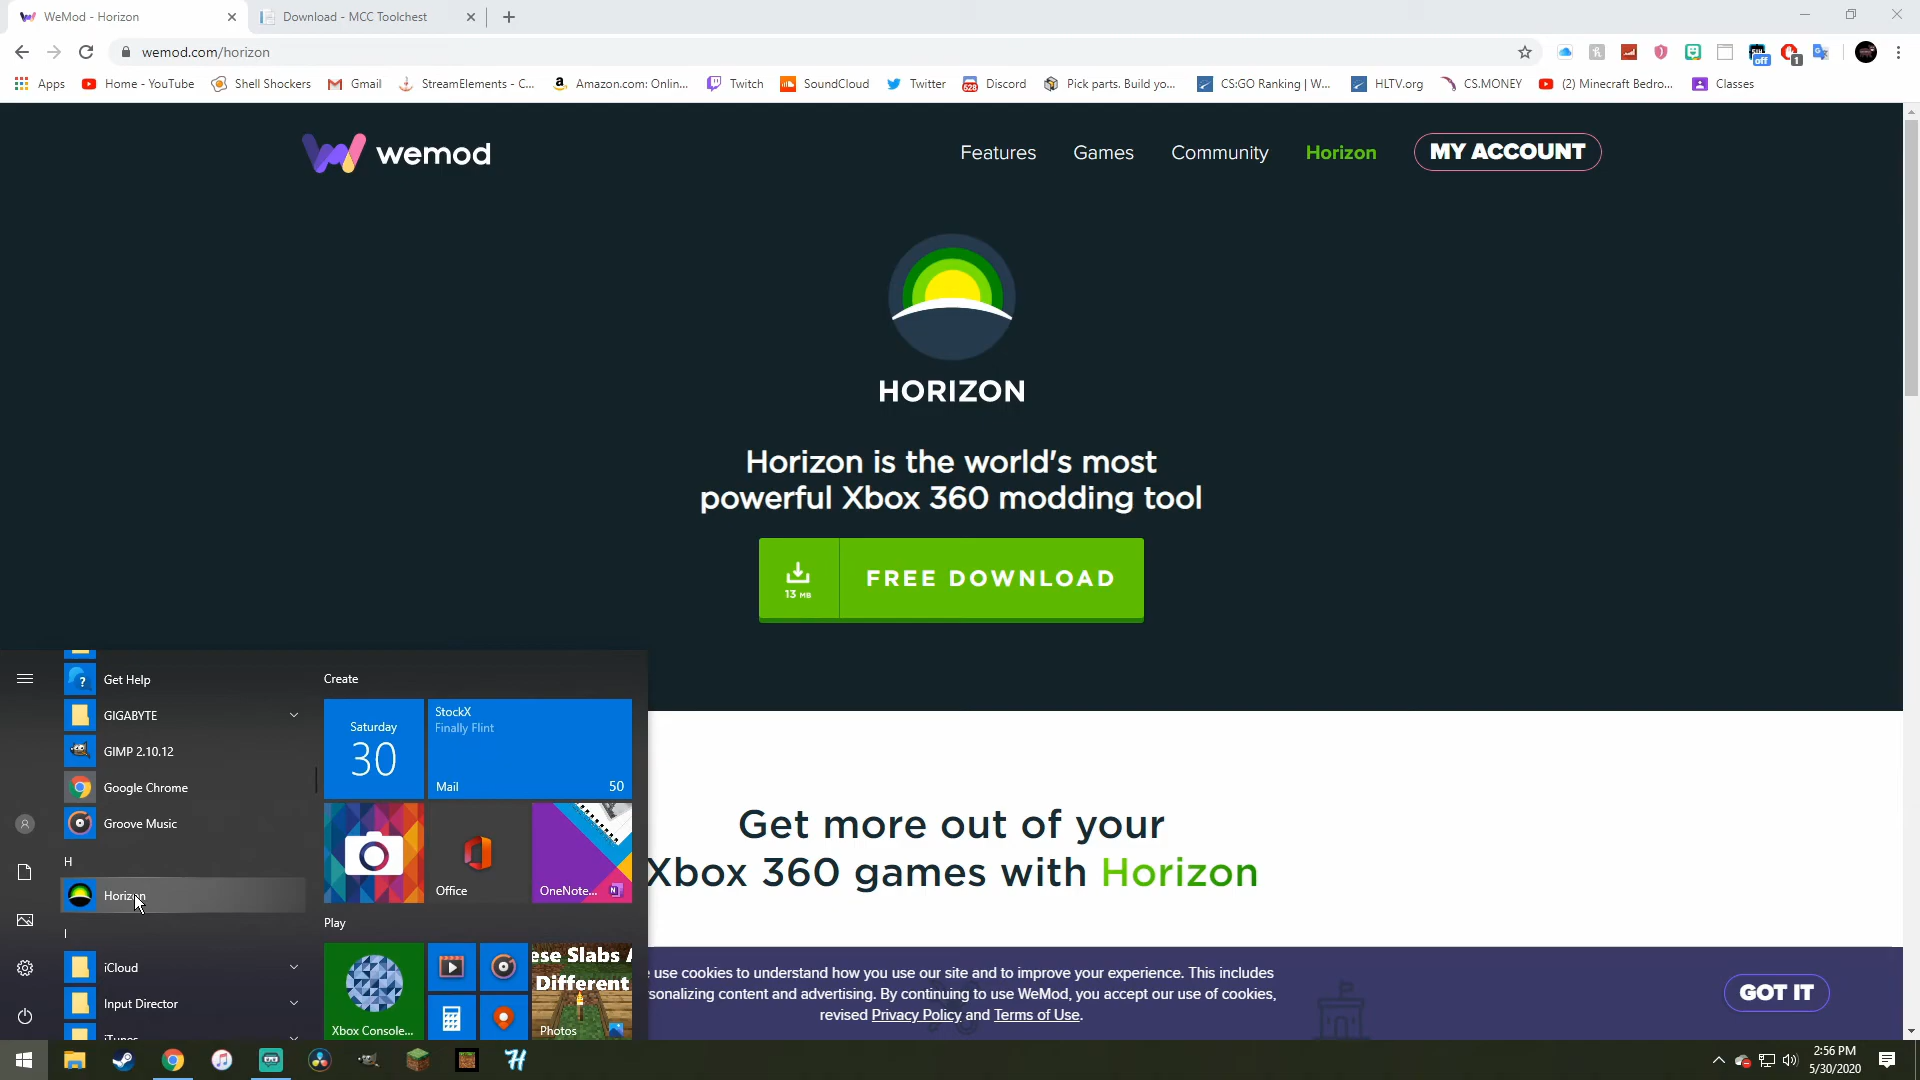 WeMod - Horizon
Download - MCC Toolchest
wemod.com/horizon
off
1
Apps
Home - YouTube
Shell Shockers
Gmail
StreamElements - C...
Amazon.com: Onlin...
Twitch
SoundCloud
Twitter
628
Discord
Pick parts. Build yo...
CS:GO Ranking | W...
HLTV.org
CS.MONEY
(2) Minecraft Bedro...
Classes
wemod
Features
Games
Community
Horizon
MY ACCOUNT
HORIZON
Horizon is the world's most
powerful Xbox 360 modding tool
13 MB
FREE DOWNLOAD
Get more out of your
Xbox 360 games with Horizon
use cookies to understand how you use our site and to improve your experience. This includes
sonalizing content and advertising. By continuing to use WeMod, you accept our use of cookies,
revised Privacy Policy and Terms of Use.
GOT IT
Get Help
GIGABYTE
GIMP 2.10.12
Google Chrome
Groove Music
H
Horizon
I
iCloud
Input Director
iTunes
Create
Saturday
30
StockX
Finally Flint
Mail
50
Office
OneNote...
Play
Xbox Console...
ese Slabs A
Different
Photos
2:56 PM
5/30/2020